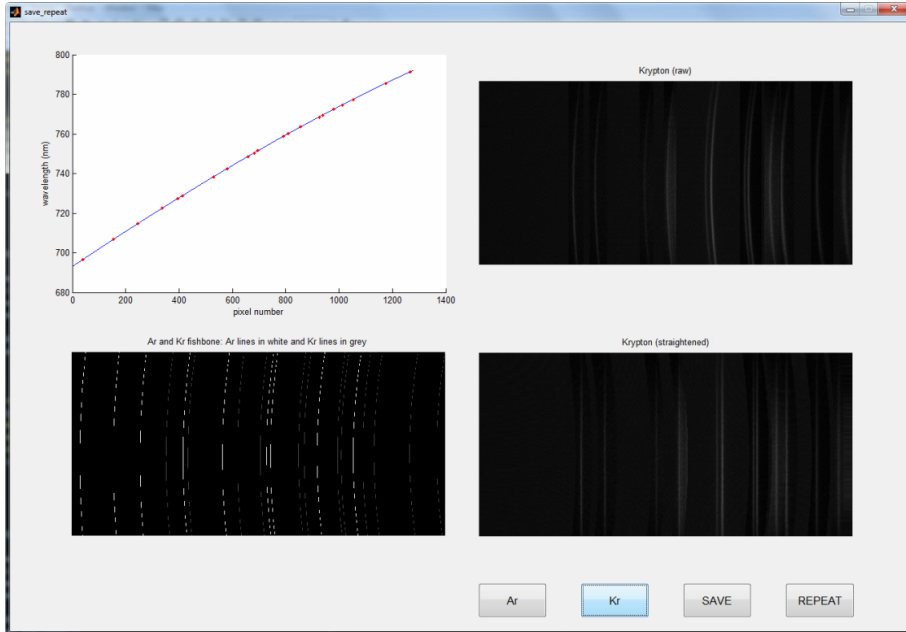 save_repeat
800
780
760
740
720
700
680
wavelength (nm)
0
200
400
600
800
1000
1200
1400
pixel number
Krypton (raw)
Ar and Kr fishbone: Ar lines in white and Kr lines in grey
Krypton (straightened)
Ar
Kr
SAVE
REPEAT